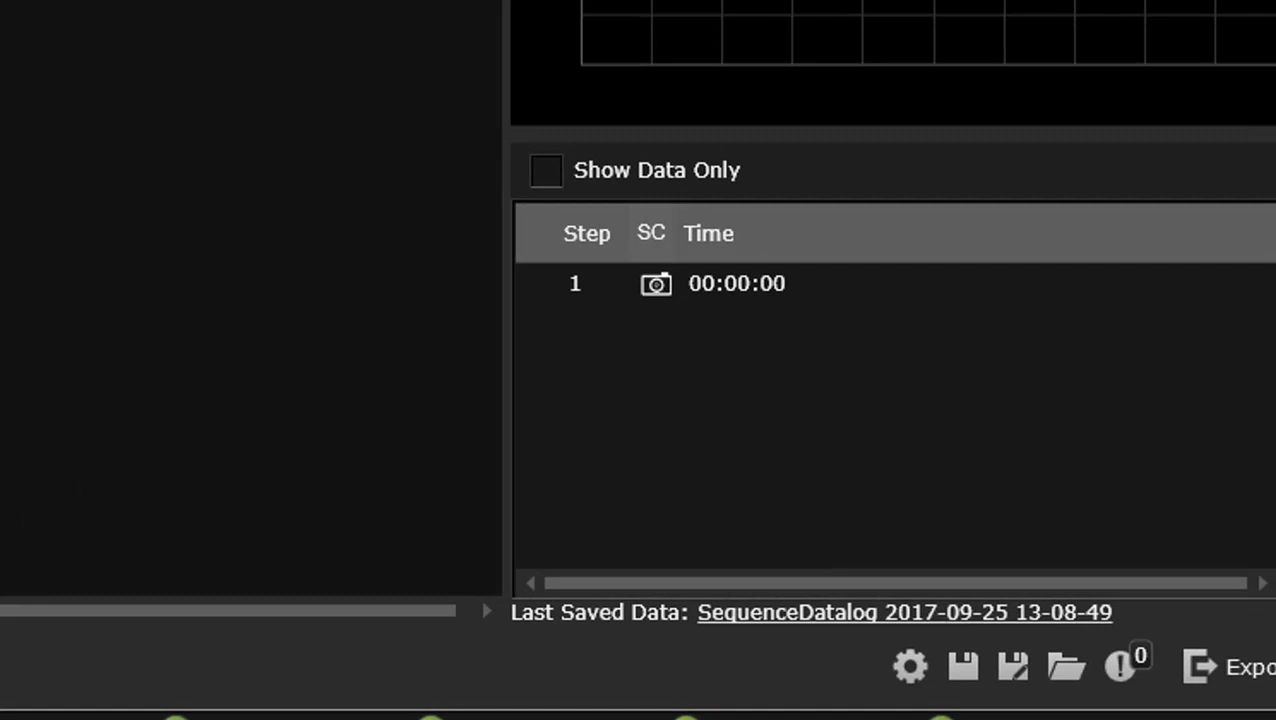 Show Data Only
Step SC Time
1 00:00:00
Last Saved Data: SequenceDatalog 2017-09-25 13-08-49
0
Expo